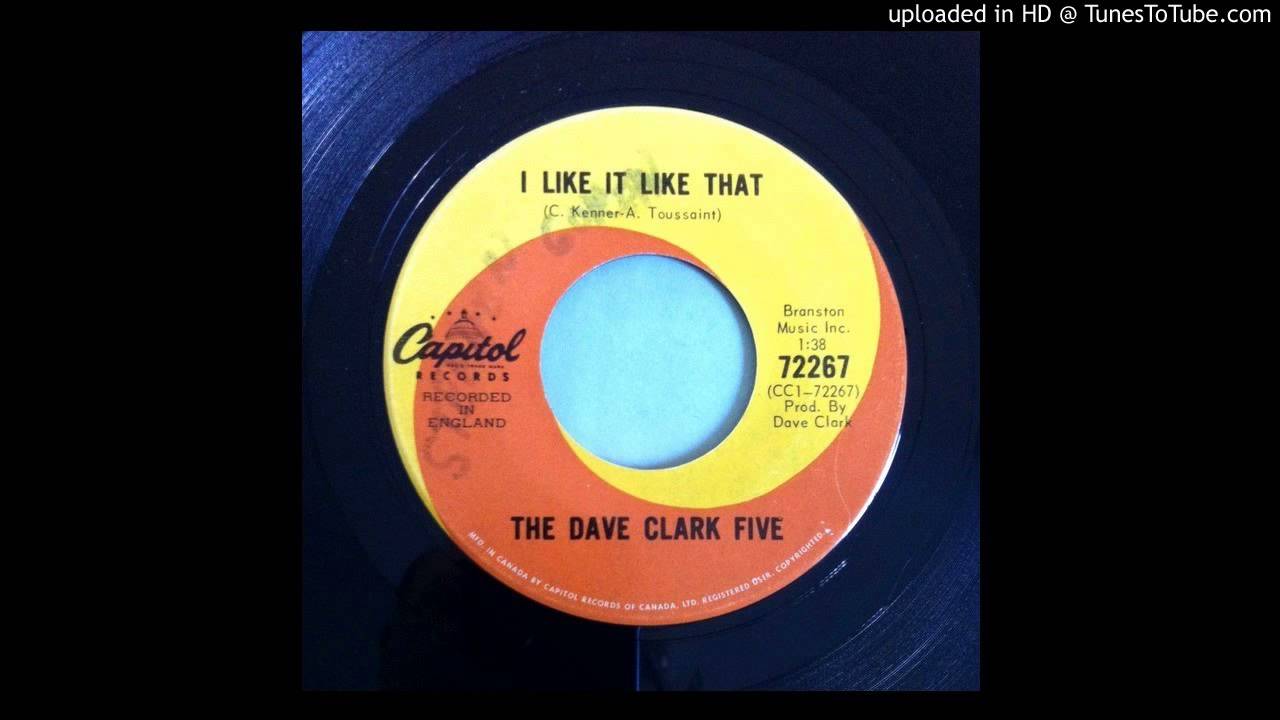 uploaded in HD @ TunesToTube.com
I LIKE IT LIKE THAT
(C. Kenner-A. Toussaint)
Capitol
RECORDS
RECORDED
IN
ENGLAND
Branston
Music Inc.
1:38
72267
(CC1-72267)
Prod. By
Dave Clark
THE DAVE CLARK FIVE
MFD. IN CANADA BY CAPITOL RECORDS OF CANADA, LTD. REGISTERED USER. COPYRIGHTED.